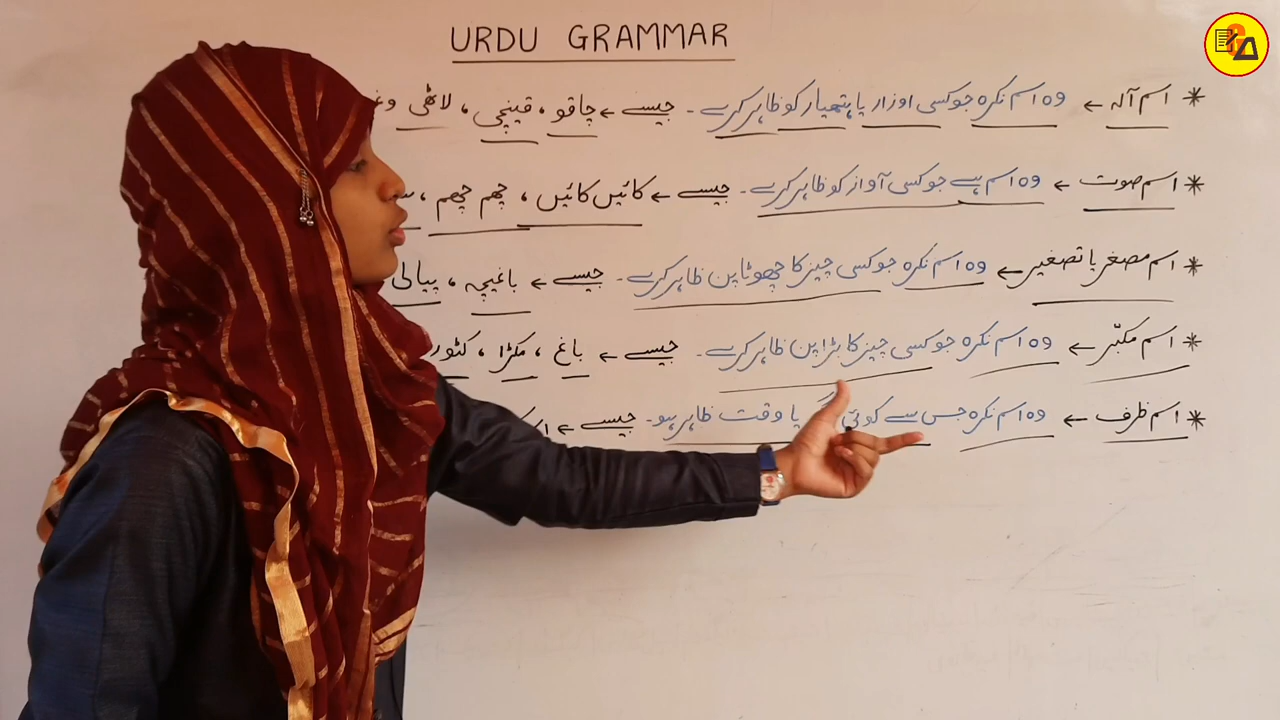 URDU GRAMMAR
* اسم آلہ ← وہ اسم نکرہ جو کسی اوزار یا ہتھیار کو ظاہر کرے۔ جیسے ← چاقو، قینچی، لاٹھی
* اسم صوت ← وہ اسم ہے جو کسی آواز کو ظاہر کرے۔ جیسے ← کائیں کائیں، چھم چھم،
* اسم مصغر یا تصغیر ← وہ اسم نکرہ جو کسی چیز کا چھوٹا پن ظاہر کرے۔ جیسے ← باغیچہ، پیالی
* اسم مکبّر ← وہ اسم نکرہ جو کسی چیز کا بڑا پن ظاہر کرے۔ جیسے ← باغ، مکڑا،
* اسم ظرف ← وہ اسم نکرہ جس سے کوئی یا وقت ظاہر ہو۔ جیسے ←